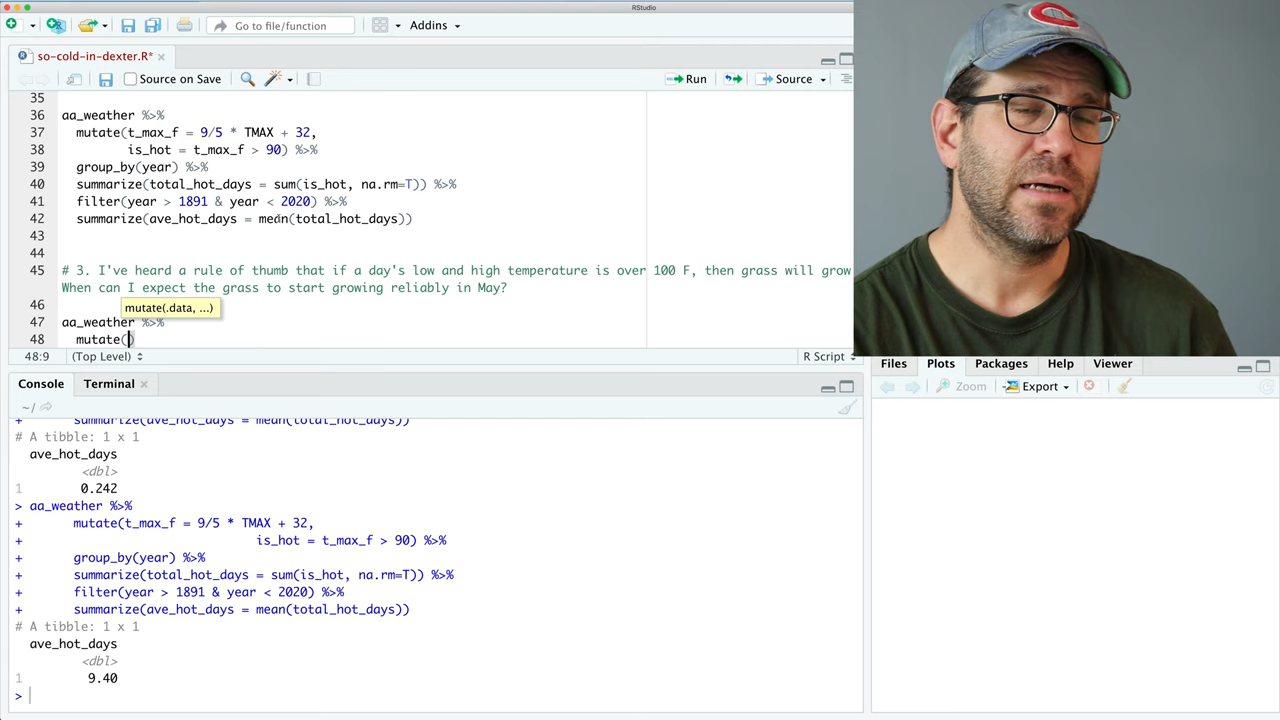 RStudio
Go to file/function
Addins
so-cold-in-dexter.R*
Source on Save
Run
Source
35
36 aa_weather %>%
37 mutate(t_max_f = 9/5 * TMAX + 32,
38 is_hot = t_max_f > 90) %>%
39 group_by(year) %>%
40 summarize(total_hot_days = sum(is_hot, na.rm=T)) %>%
41 filter(year > 1891 & year < 2020) %>%
42 summarize(ave_hot_days = mean(total_hot_days))
43
44
45 # 3. I've heard a rule of thumb that if a day's low and high temperature is over 100 F, then grass will grow
When can I expect the grass to start growing reliably in May?
46
mutate(.data, ...)
47 aa_weather %>%
48 mutate()
48:9 (Top Level) R Script
Console Terminal
~/
+ summarize(ave_hot_days = mean(total_hot_days))
# A tibble: 1 x 1
ave_hot_days
<dbl>
1 0.242
> aa_weather %>%
+ mutate(t_max_f = 9/5 * TMAX + 32,
+ is_hot = t_max_f > 90) %>%
+ group_by(year) %>%
+ summarize(total_hot_days = sum(is_hot, na.rm=T)) %>%
+ filter(year > 1891 & year < 2020) %>%
+ summarize(ave_hot_days = mean(total_hot_days))
# A tibble: 1 x 1
ave_hot_days
<dbl>
1 9.40
>
Files Plots Packages Help Viewer
Zoom Export